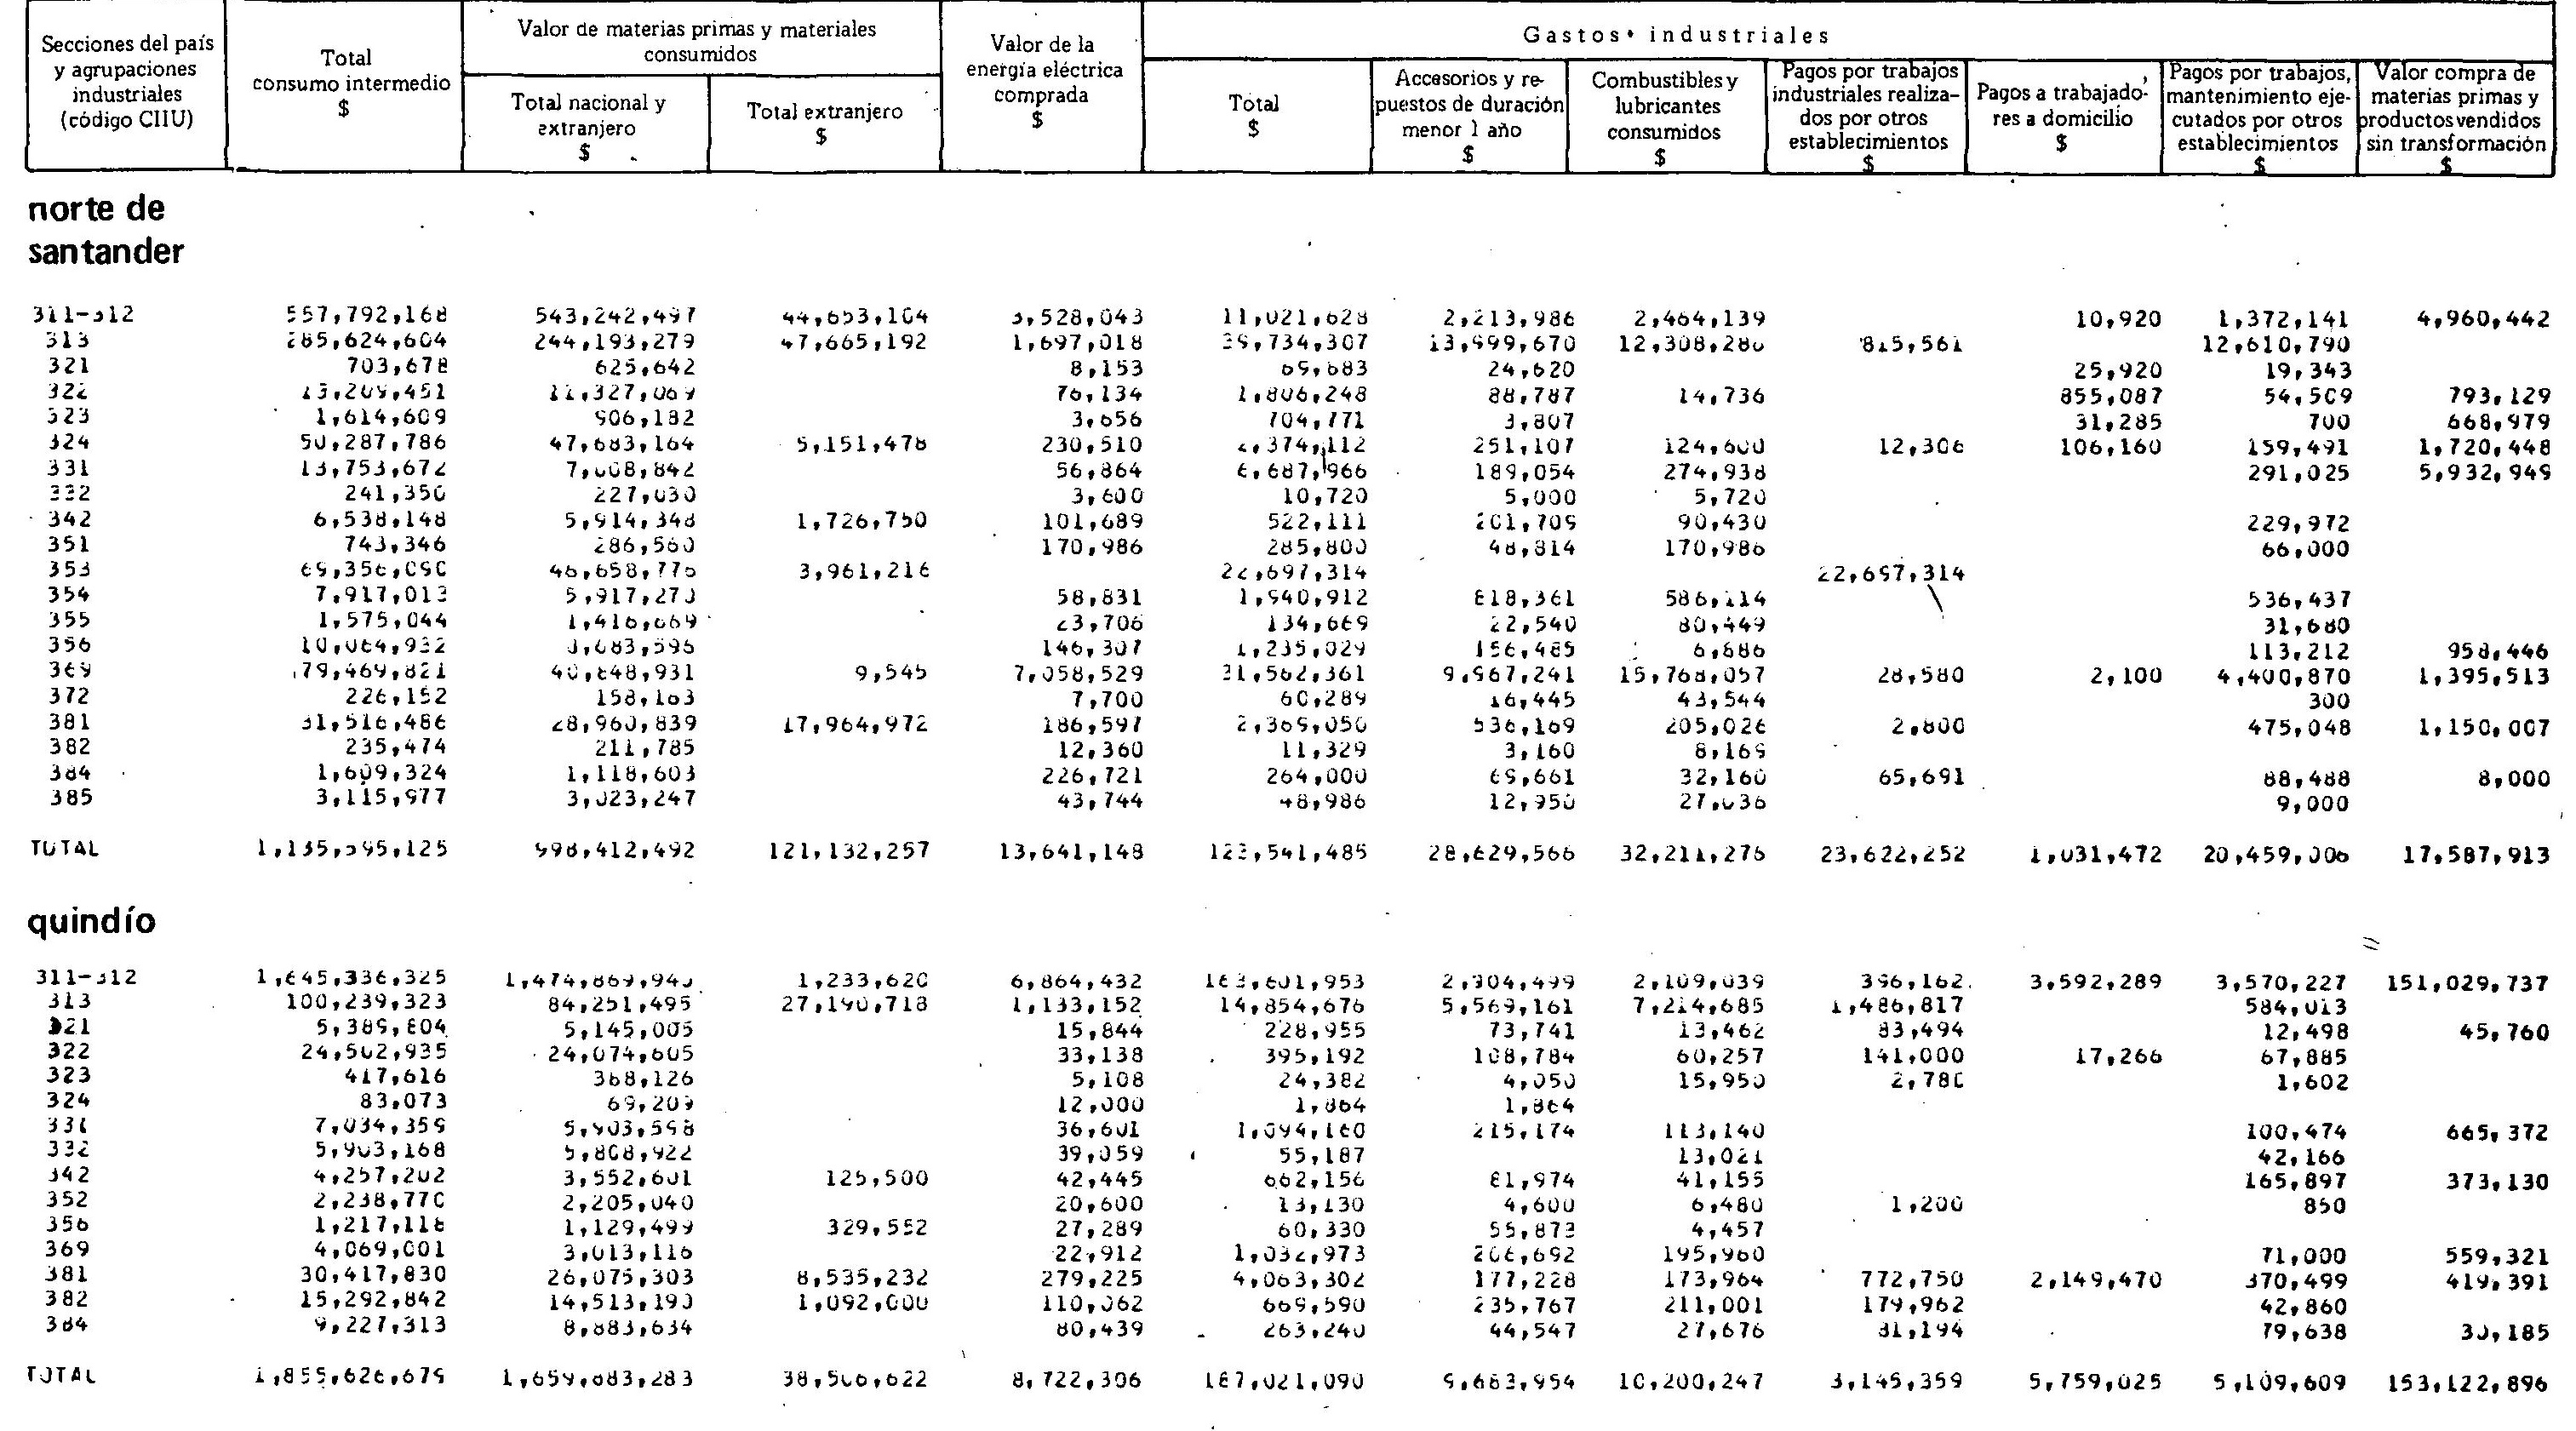 Secciones del país
y agrupaciones
industriales
(código CIIU)
Total
consumo intermedio
$
Valor de materias primas y materiales
consumidos
Total nacional y
extranjero
$
Total extranjero
$
Valor de la
energía eléctrica
comprada
$
Gastos industriales
Total
$
Accesorios y re-
puestos de duración
menor 1 año
$
Combustibles y
lubricantes
consumidos
$
Pagos por trabajos
industriales realiza-
dos por otros
establecimientos
$
Pagos a trabajado-
res a domicilio
$
Pagos por trabajos,
mantenimiento eje-
cutados por otros
establecimientos
$
Valor compra de
materias primas y
productos vendidos
sin transformación
$
norte de
santander
311-312 557,792,168 543,242,497 44,653,104 3,528,043 11,021,628 2,213,986 2,464,139 10,920 1,372,141 4,960,442
313 285,624,604 244,193,279 47,665,192 1,697,018 39,734,307 13,999,670 12,308,286 815,561 12,610,790
321 703,678 625,642 8,153 69,883 24,620 25,920 19,343
322 13,209,451 11,327,069 76,134 1,806,248 88,787 14,736 855,087 54,509 793,129
323 1,614,609 906,182 3,656 704,771 3,807 31,285 700 668,979
324 50,287,786 47,683,164 5,151,478 230,510 2,374,112 251,107 124,600 12,306 106,160 159,491 1,720,448
331 13,753,672 7,008,842 56,864 6,687,966 189,054 274,938 291,025 5,932,949
332 241,350 227,030 3,600 10,720 5,000 5,720
342 6,538,148 5,914,348 1,726,750 101,689 522,111 201,709 90,430 229,972
351 743,346 286,560 170,986 285,800 48,814 170,986 66,000
353 69,356,090 46,658,776 3,961,216 22,697,314 22,697,314
354 7,917,013 5,917,270 58,831 1,940,912 818,361 586,114 536,437
355 1,575,044 1,416,669 23,706 134,669 22,540 80,449 31,680
356 10,064,932 8,683,596 146,307 1,235,029 156,485 6,886 113,212 958,446
369 79,469,821 40,848,931 9,545 7,058,529 31,562,361 9,967,241 15,768,057 28,580 2,100 4,400,870 1,395,513
372 226,152 158,163 7,700 60,289 16,445 43,544 300
381 31,516,486 28,960,839 17,964,972 186,597 2,369,050 536,169 205,026 2,800 475,048 1,150,007
382 235,474 211,785 12,360 11,329 3,160 8,169
384 1,609,324 1,118,603 226,721 264,000 69,661 32,160 65,691 88,488 8,000
385 3,115,977 3,023,247 43,744 48,986 12,950 27,036 9,000
TOTAL 1,135,595,125 998,412,492 121,132,257 13,641,148 123,541,485 28,629,566 32,211,276 23,622,252 1,031,472 20,459,006 17,587,913
quindío
311-312 1,645,336,325 1,474,869,940 1,233,620 6,864,432 163,601,953 2,904,499 2,109,039 396,162 3,592,289 3,570,227 151,029,737
313 100,239,323 84,251,495 27,190,718 1,133,152 14,854,676 5,569,161 7,214,685 1,486,817 584,013
321 5,389,804 5,145,005 15,844 228,955 73,741 13,462 83,494 12,498 45,760
322 24,502,935 24,074,605 33,138 395,192 108,784 60,257 141,000 17,266 67,885
323 417,616 388,126 5,108 24,382 4,050 15,950 2,780 1,602
324 83,073 69,209 12,000 1,864 1,864
331 7,034,359 5,903,598 36,601 1,094,160 215,174 113,140 100,474 665,372
332 5,903,168 5,808,922 39,059 55,187 13,021 42,166
342 4,257,202 3,552,601 125,500 42,445 662,156 81,974 41,155 165,897 373,130
352 2,238,770 2,205,040 20,600 13,130 4,600 6,480 1,200 850
356 1,217,118 1,129,499 329,552 27,289 60,330 55,873 4,457
369 4,069,001 3,013,116 22,912 1,032,973 206,692 195,960 71,000 559,321
381 30,417,830 26,075,303 8,535,232 279,225 4,063,302 177,228 173,964 772,750 2,149,470 370,499 419,391
382 15,292,842 14,513,190 1,092,000 110,062 669,590 235,767 211,001 179,962 42,860
384 9,227,313 8,883,634 80,439 263,240 44,547 27,676 81,194 79,638 30,185
TOTAL 1,855,626,679 1,659,883,283 38,506,622 8,722,306 187,021,090 9,683,954 10,200,247 3,145,359 5,759,025 5,109,609 153,122,896